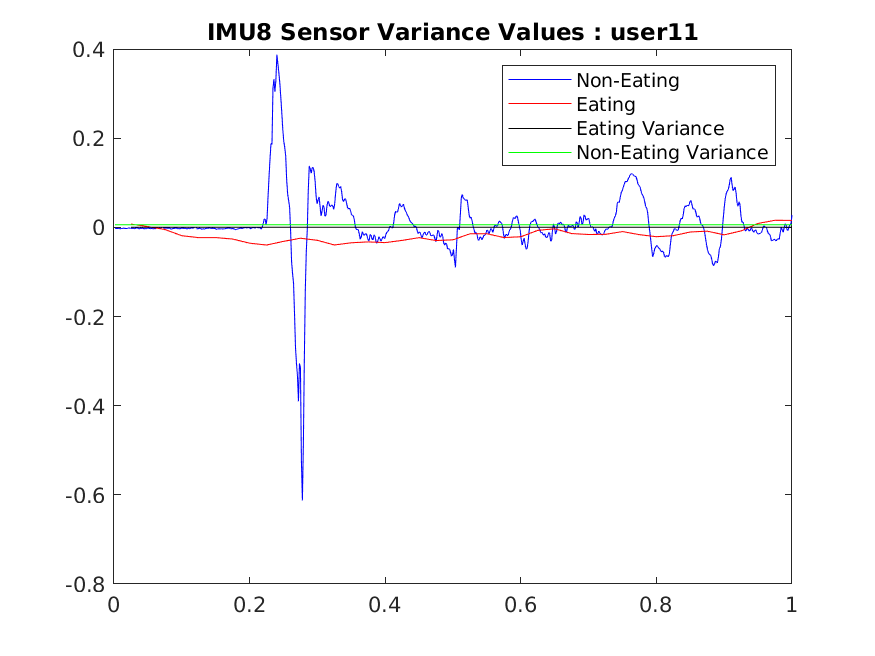 IMU8 Sensor Variance Values : user11
0.4
0.2
0
-0.2
-0.4
-0.6
-0.8
0 0.2 0.4 0.6 0.8 1
Non-Eating
Eating
Eating Variance
Non-Eating Variance